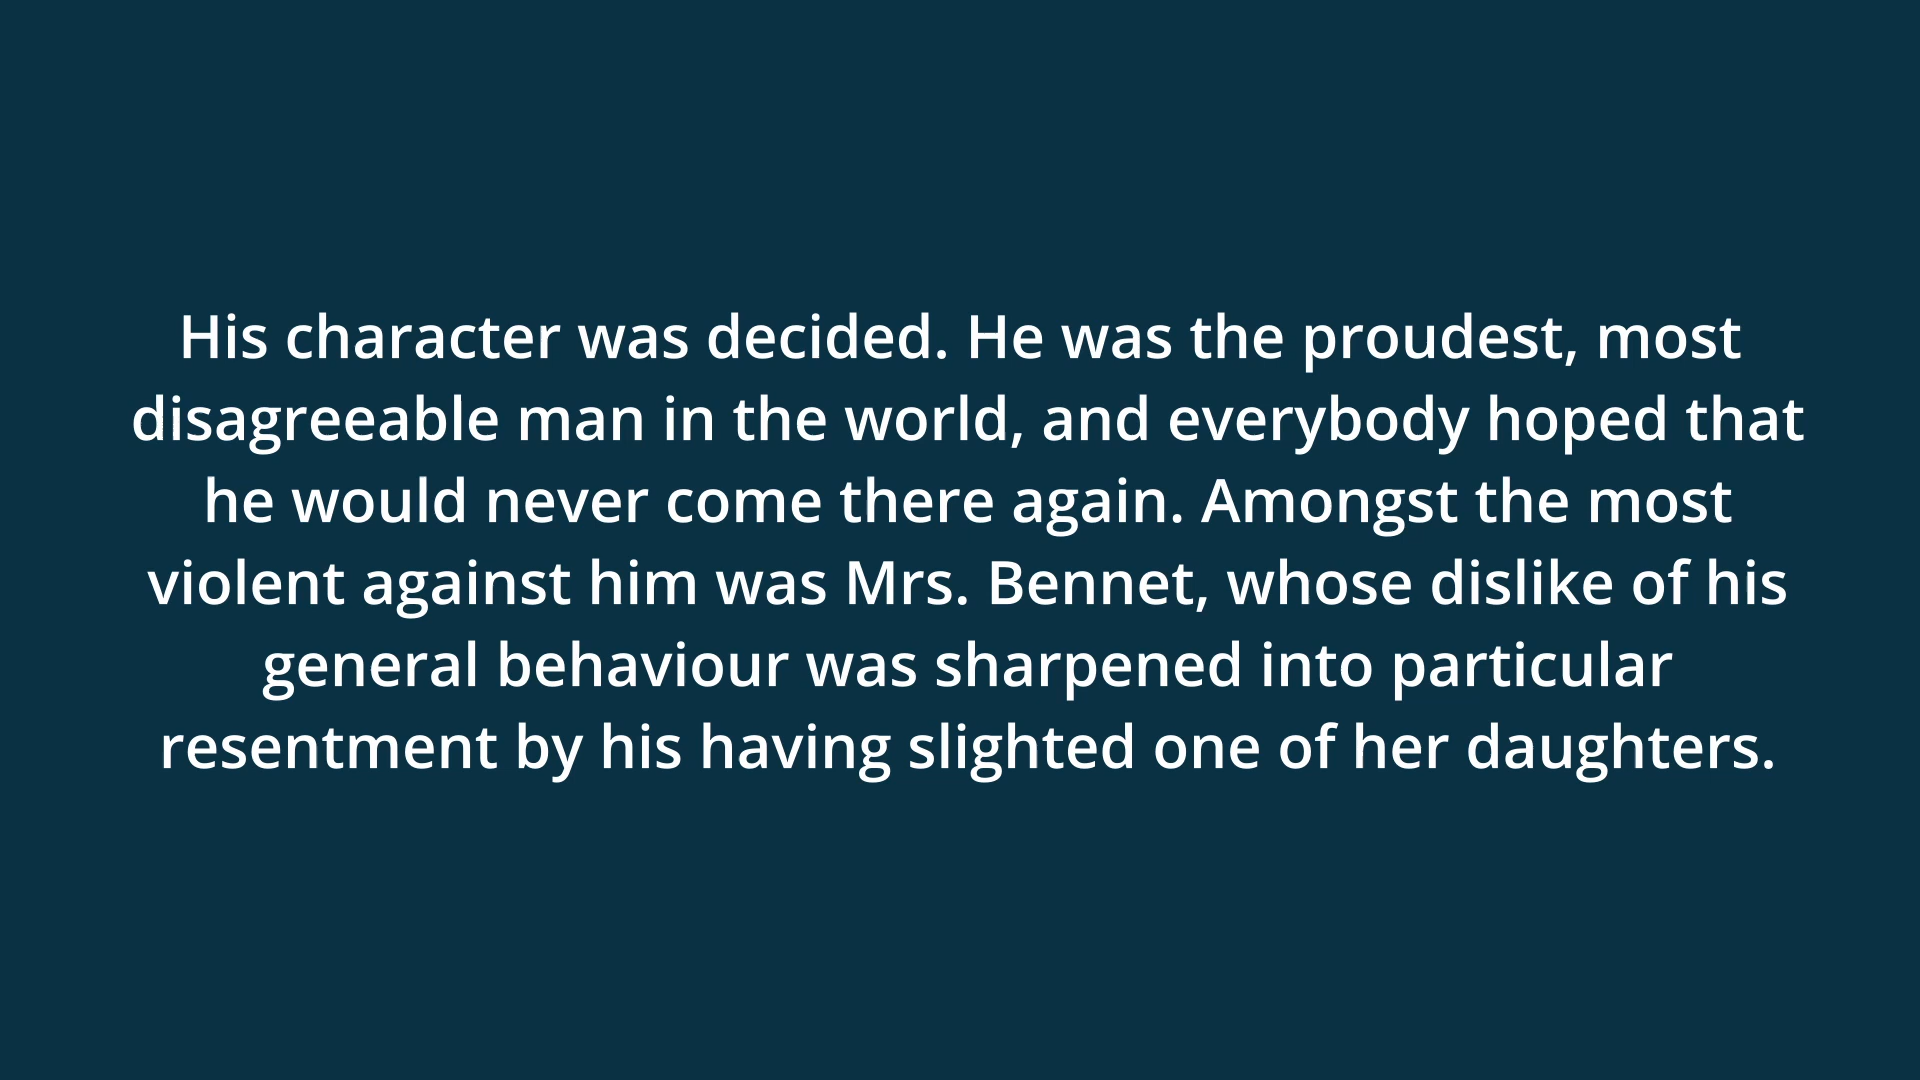 His character was decided. He was the proudest, most
disagreeable man in the world, and everybody hoped that
he would never come there again. Amongst the most
violent against him was Mrs. Bennet, whose dislike of his
general behaviour was sharpened into particular
resentment by his having slighted one of her daughters.